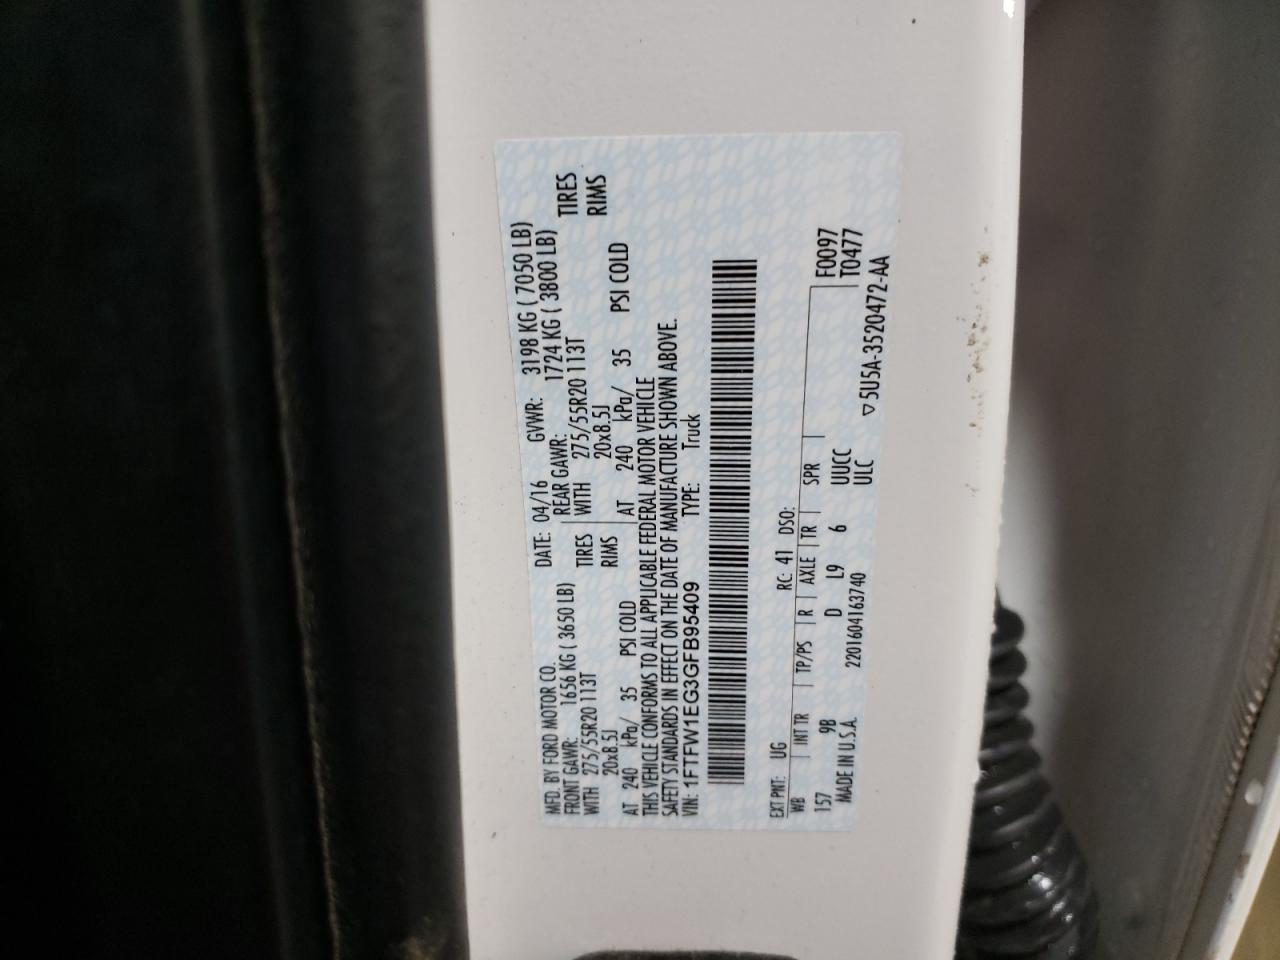 MFD. BY FORD MOTOR CO.
DATE: 04/16 GVWR: 3198 KG ( 7050 LB)
FRONT GAWR: 1656 KG ( 3650 LB)
REAR GAWR: 1724 KG ( 3800 LB)
WITH 275/55R20 113T TIRES
WITH 275/55R20 113T TIRES
20x8.5J RIMS
20x8.5J RIMS
AT 240 kPa/ 35 PSI COLD
AT 240 kPa/ 35 PSI COLD
THIS VEHICLE CONFORMS TO ALL APPLICABLE FEDERAL MOTOR VEHICLE
SAFETY STANDARDS IN EFFECT ON THE DATE OF MANUFACTURE SHOWN ABOVE.
VIN: 1FTFW1EG3GFB95409 TYPE: Truck
EXT PNT: UG RC: 41 DSO:
WB INT TR TP/PS R AXLE TR SPR F0097
T0477
157 9B D L9 6 UUCC
MADE IN U.S.A. 2201604163740 ULC
▽5U5A-3520472-AA